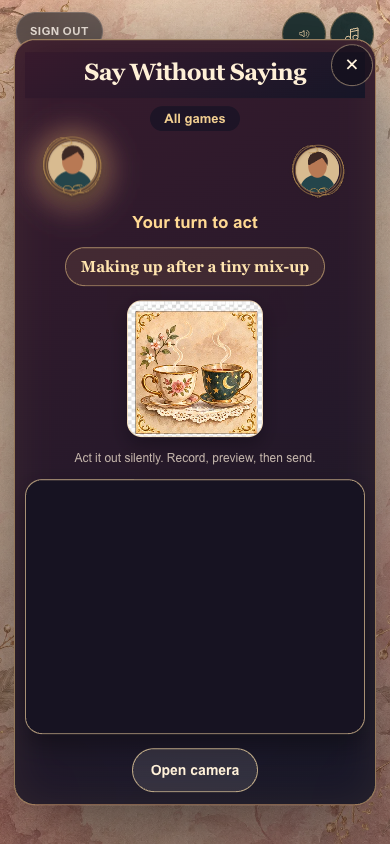 SIGN OUT
Say Without Saying
All games
Your turn to act
Making up after a tiny mix-up
Act it out silently. Record, preview, then send.
Open camera